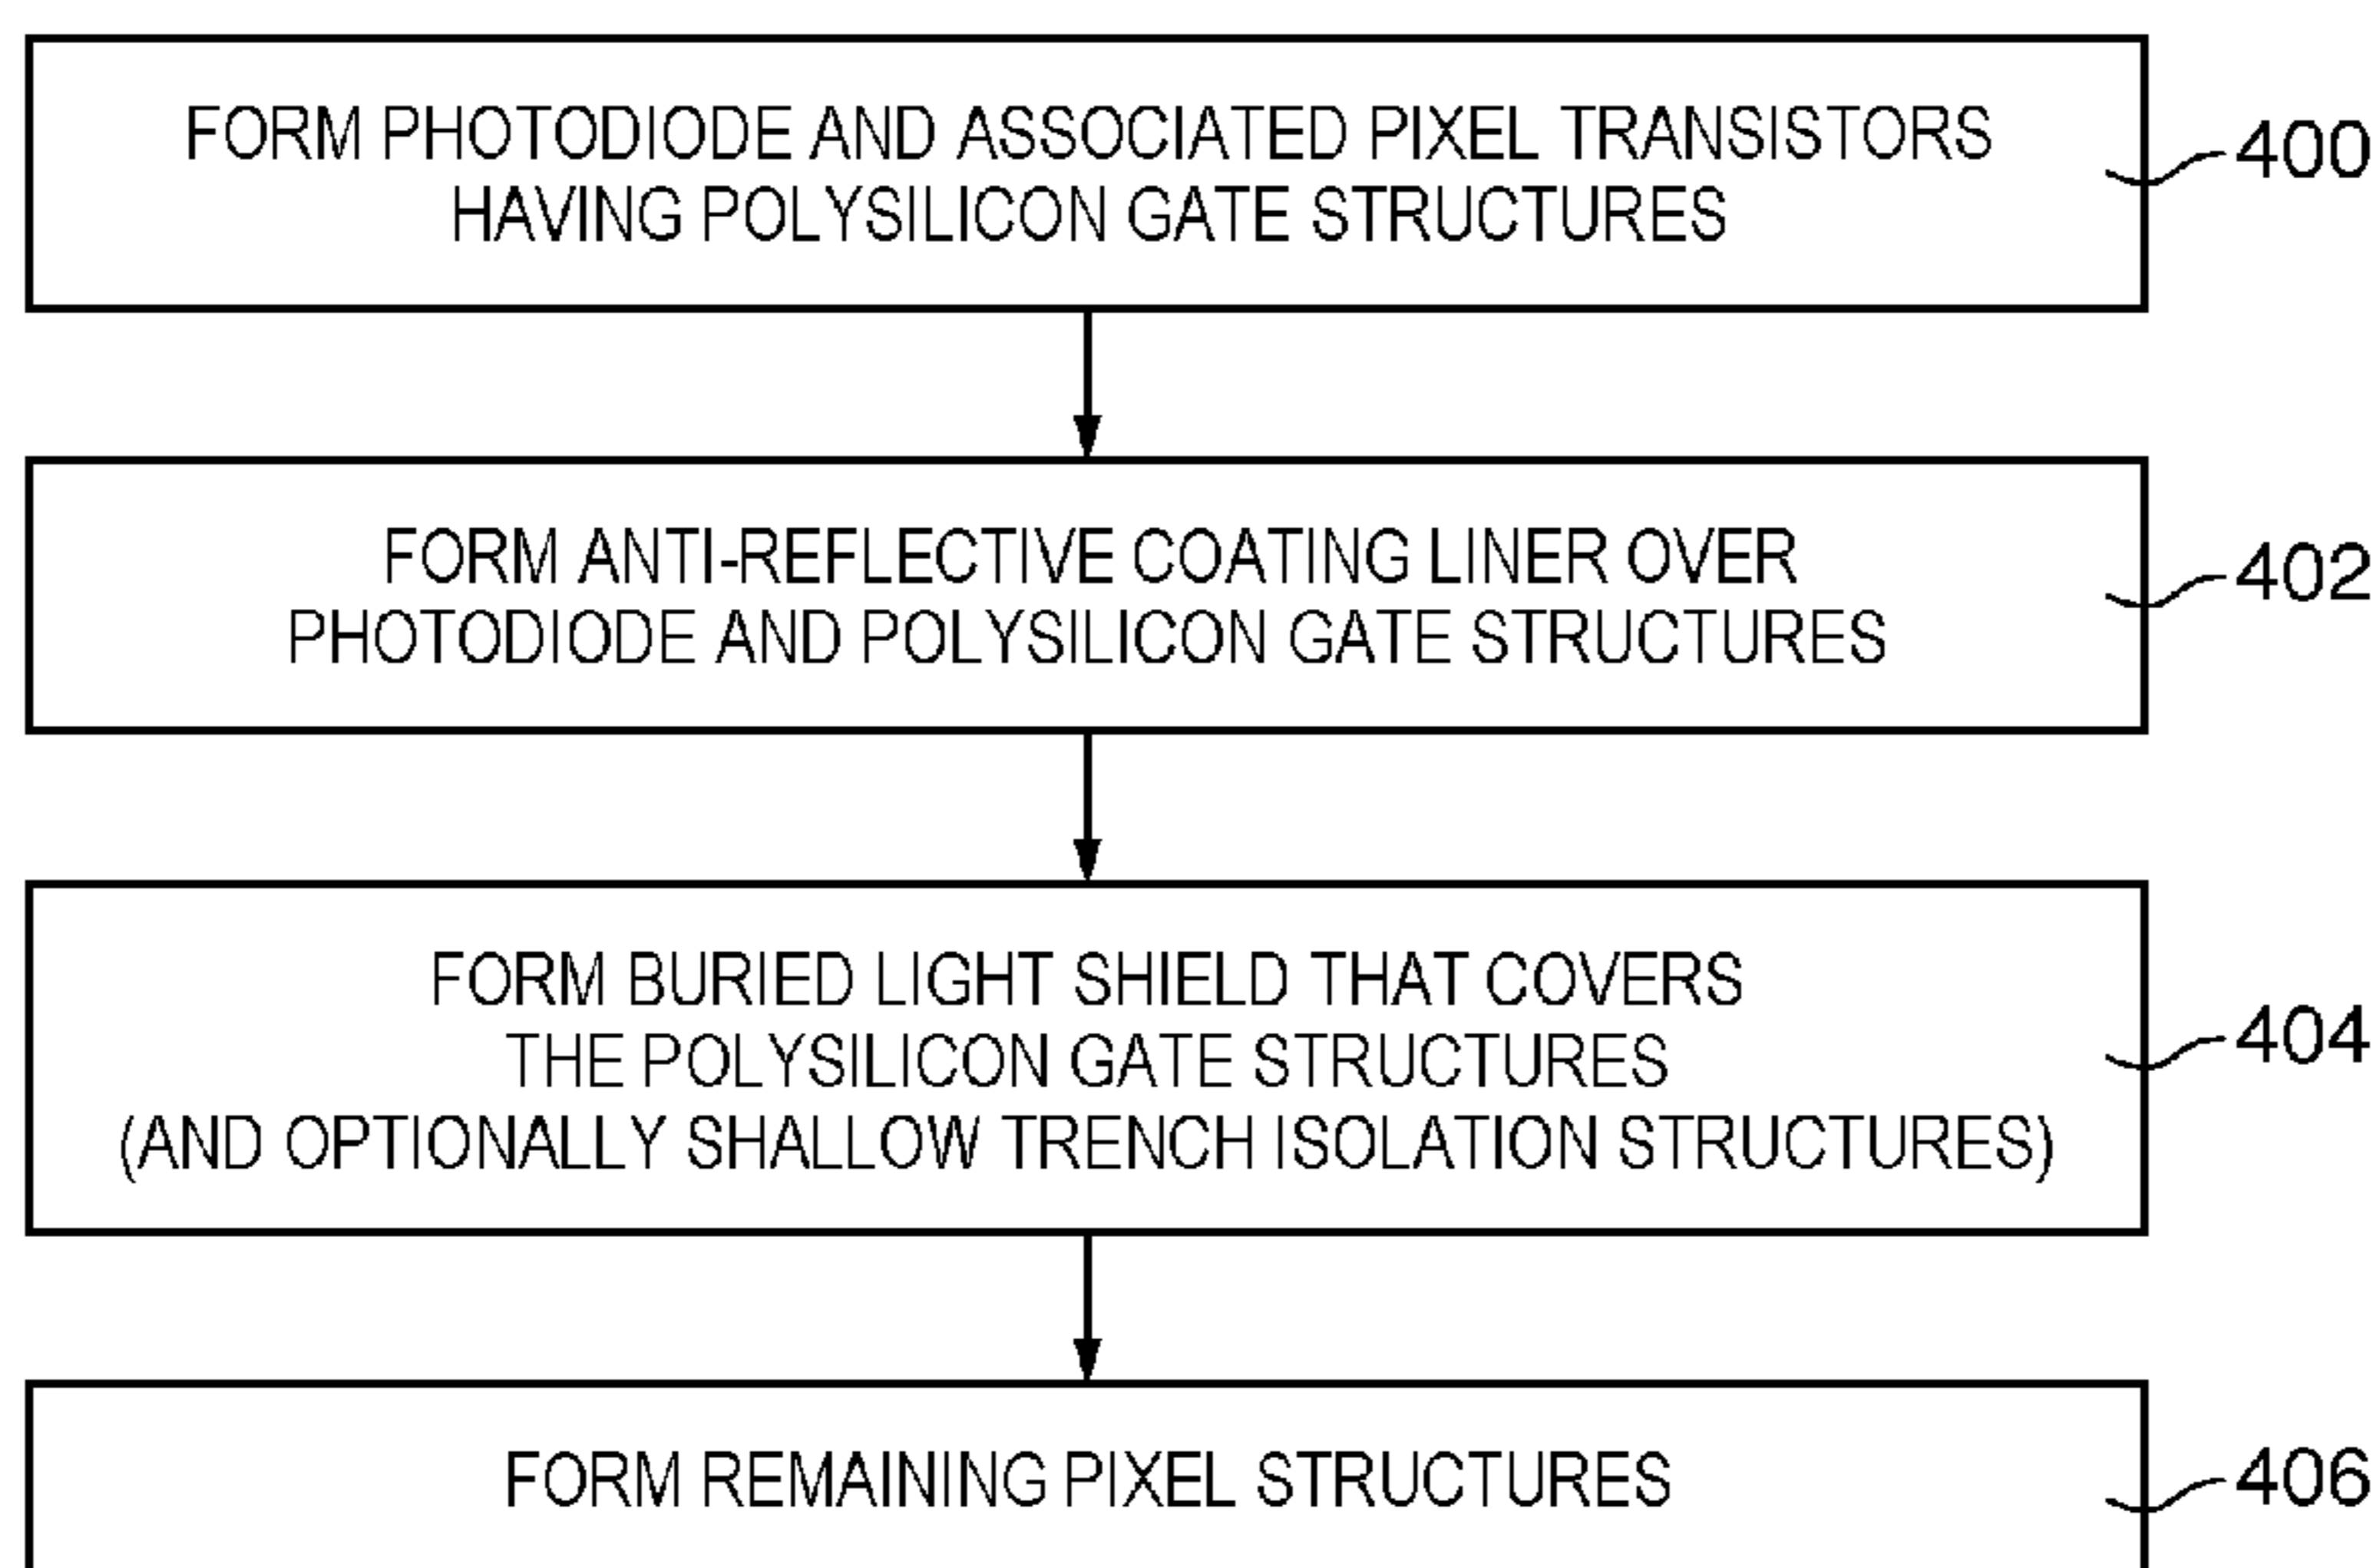 FORM PHOTODIODE AND ASSOCIATED PIXEL TRANSISTORS
HAVING POLYSILICON GATE STRUCTURES
400
FORM ANTI-REFLECTIVE COATING LINER OVER
PHOTODIODE AND POLYSILICON GATE STRUCTURES
402
FORM BURIED LIGHT SHIELD THAT COVERS
THE POLYSILICON GATE STRUCTURES
(AND OPTIONALLY SHALLOW TRENCH ISOLATION STRUCTURES)
404
FORM REMAINING PIXEL STRUCTURES
406